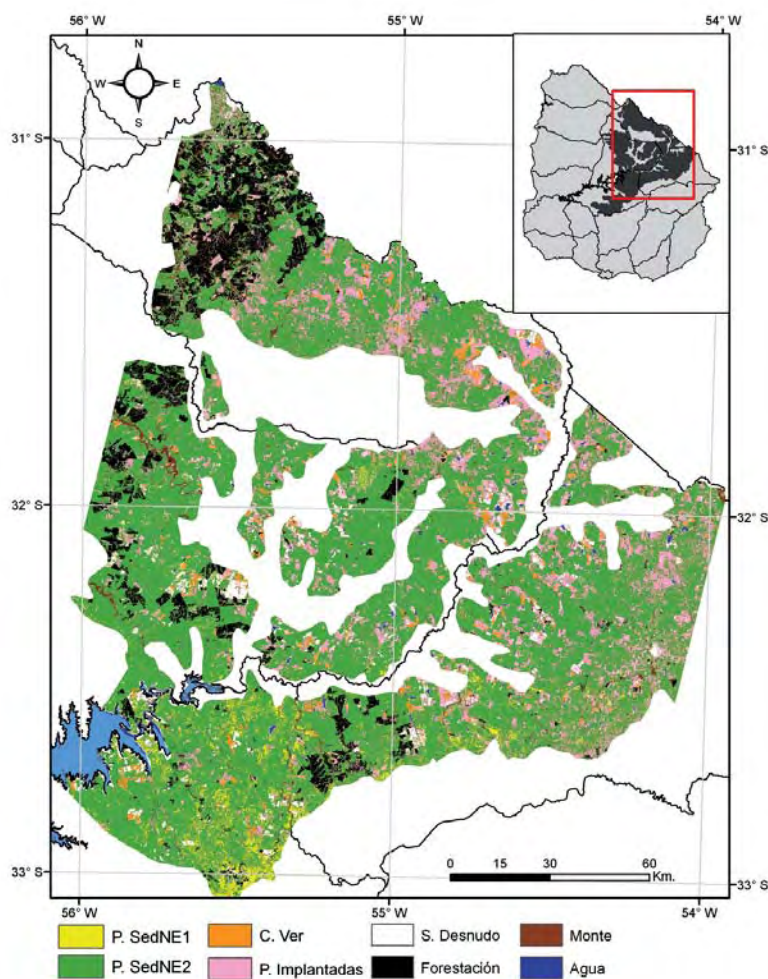 56° W 55° W 54° W
N
W E
S
31° S 31° S
32° S 32° S
33° S 33° S
0 15 30 60
Km.
56° W 55° W 54° W
P. SedNE1 C. Ver S. Desnudo Monte
P. SedNE2 P. Implantadas Forestación Agua